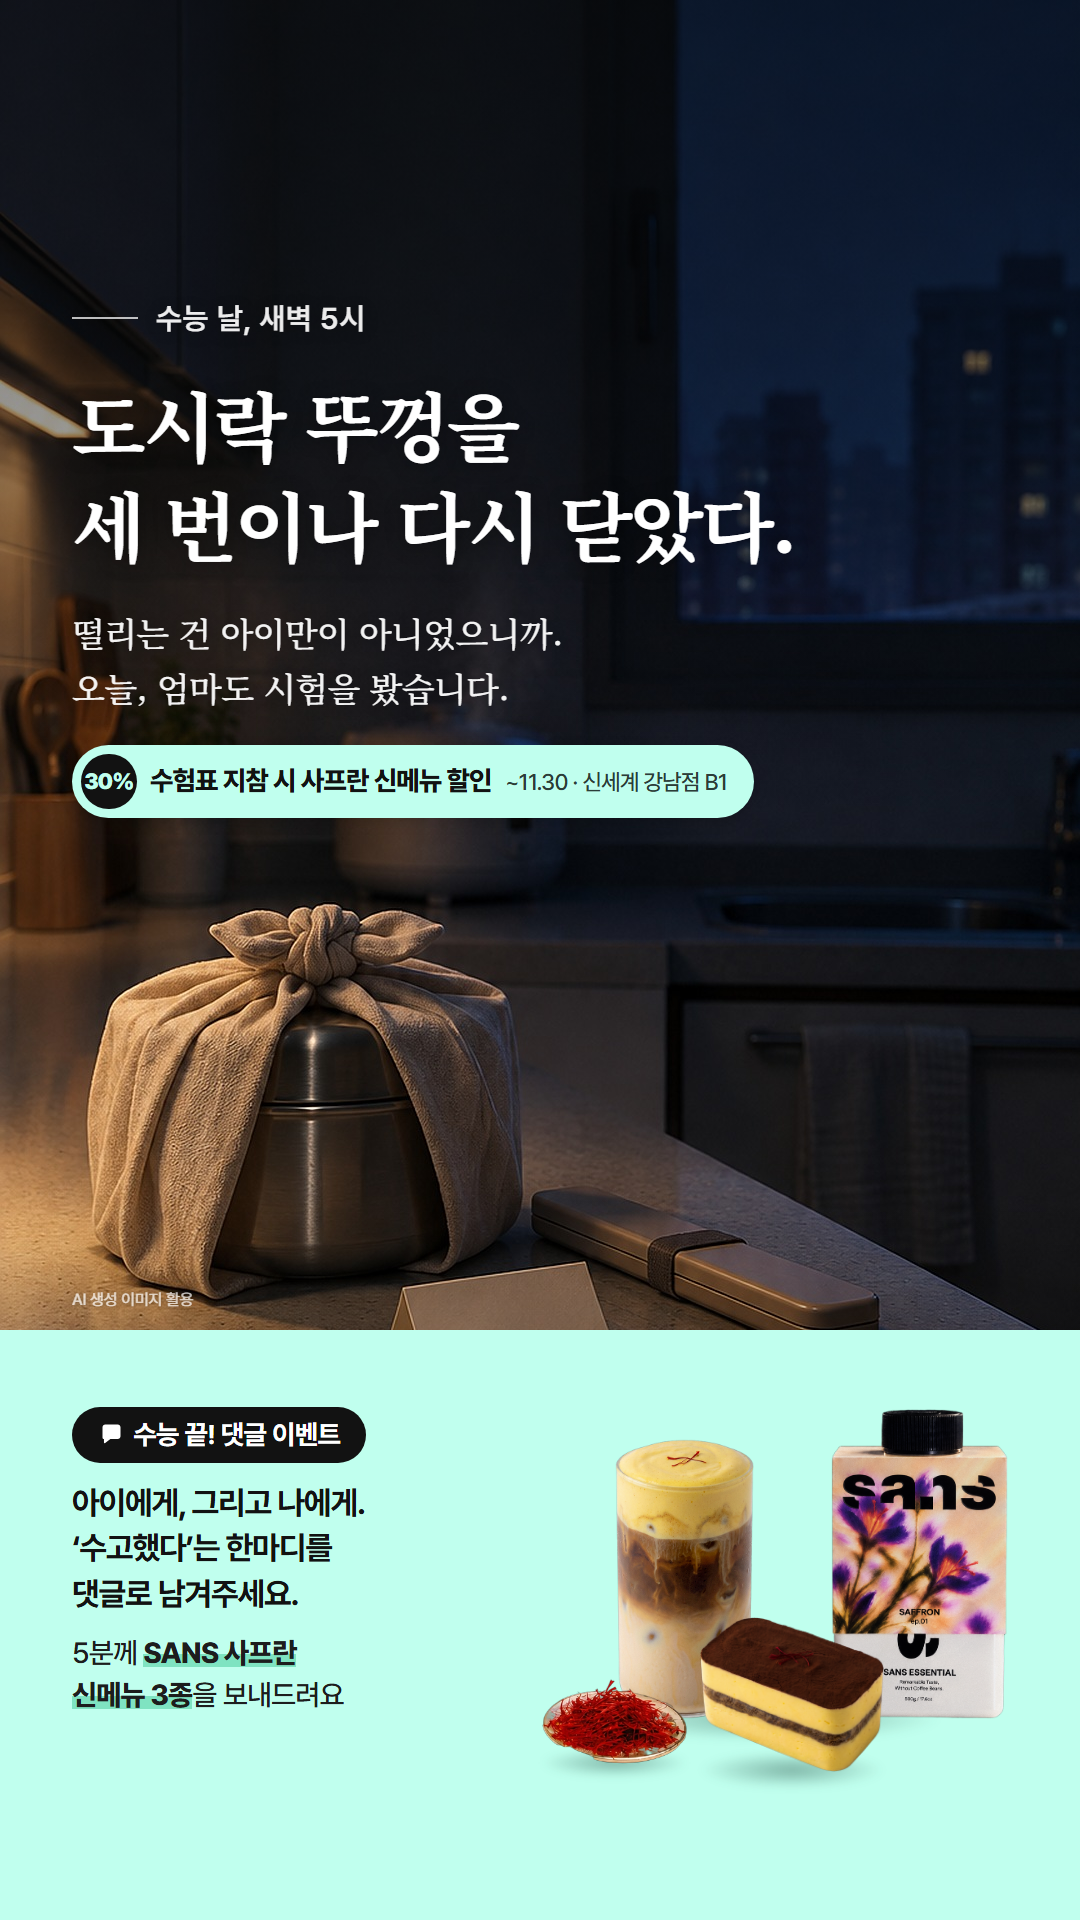 수능 날, 새벽 5시
도시락 뚜껑을
세 번이나 다시 닫았다.
떨리는 건 아이만이 아니었으니까.
오늘, 엄마도 시험을 봤습니다.
30% 수험표 지참 시 사프란 신메뉴 할인 ~11.30 · 신세계 강남점 B1
AI 생성 이미지 활용
수능 끝! 댓글 이벤트
아이에게, 그리고 나에게.
‘수고했다’는 한마디를
댓글로 남겨주세요.
5분께 SANS 사프란
신메뉴 3종을 보내드려요
sans
SAFFRON
ep.01
SANS ESSENTIAL
Remarkable Taste,
Without Coffee Beans